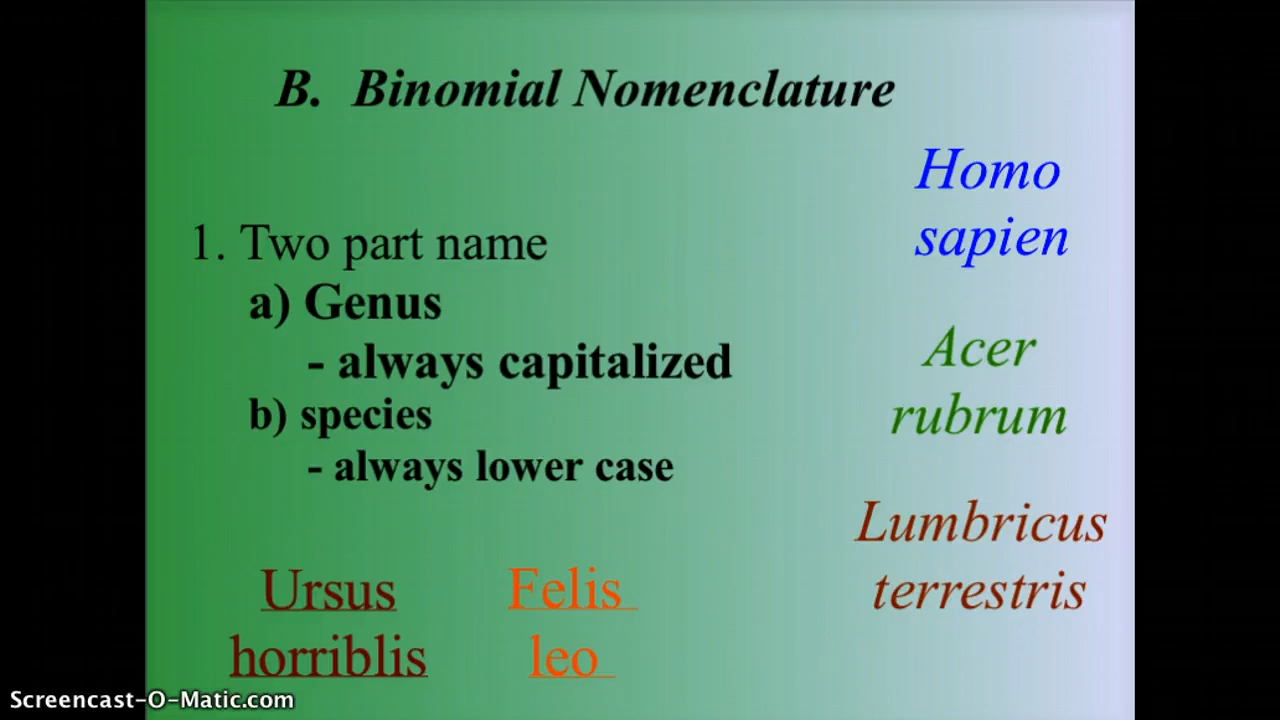 B. Binomial Nomenclature
1. Two part name
a) Genus
- always capitalized
b) species
- always lower case
Homo
sapien
Acer
rubrum
Lumbricus
terrestris
Ursus
horriblis
Felis
leo
Screencast-O-Matic.com